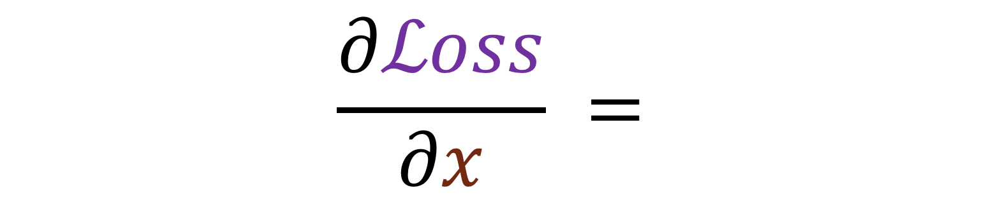 ∂ℒoss
∂x
=